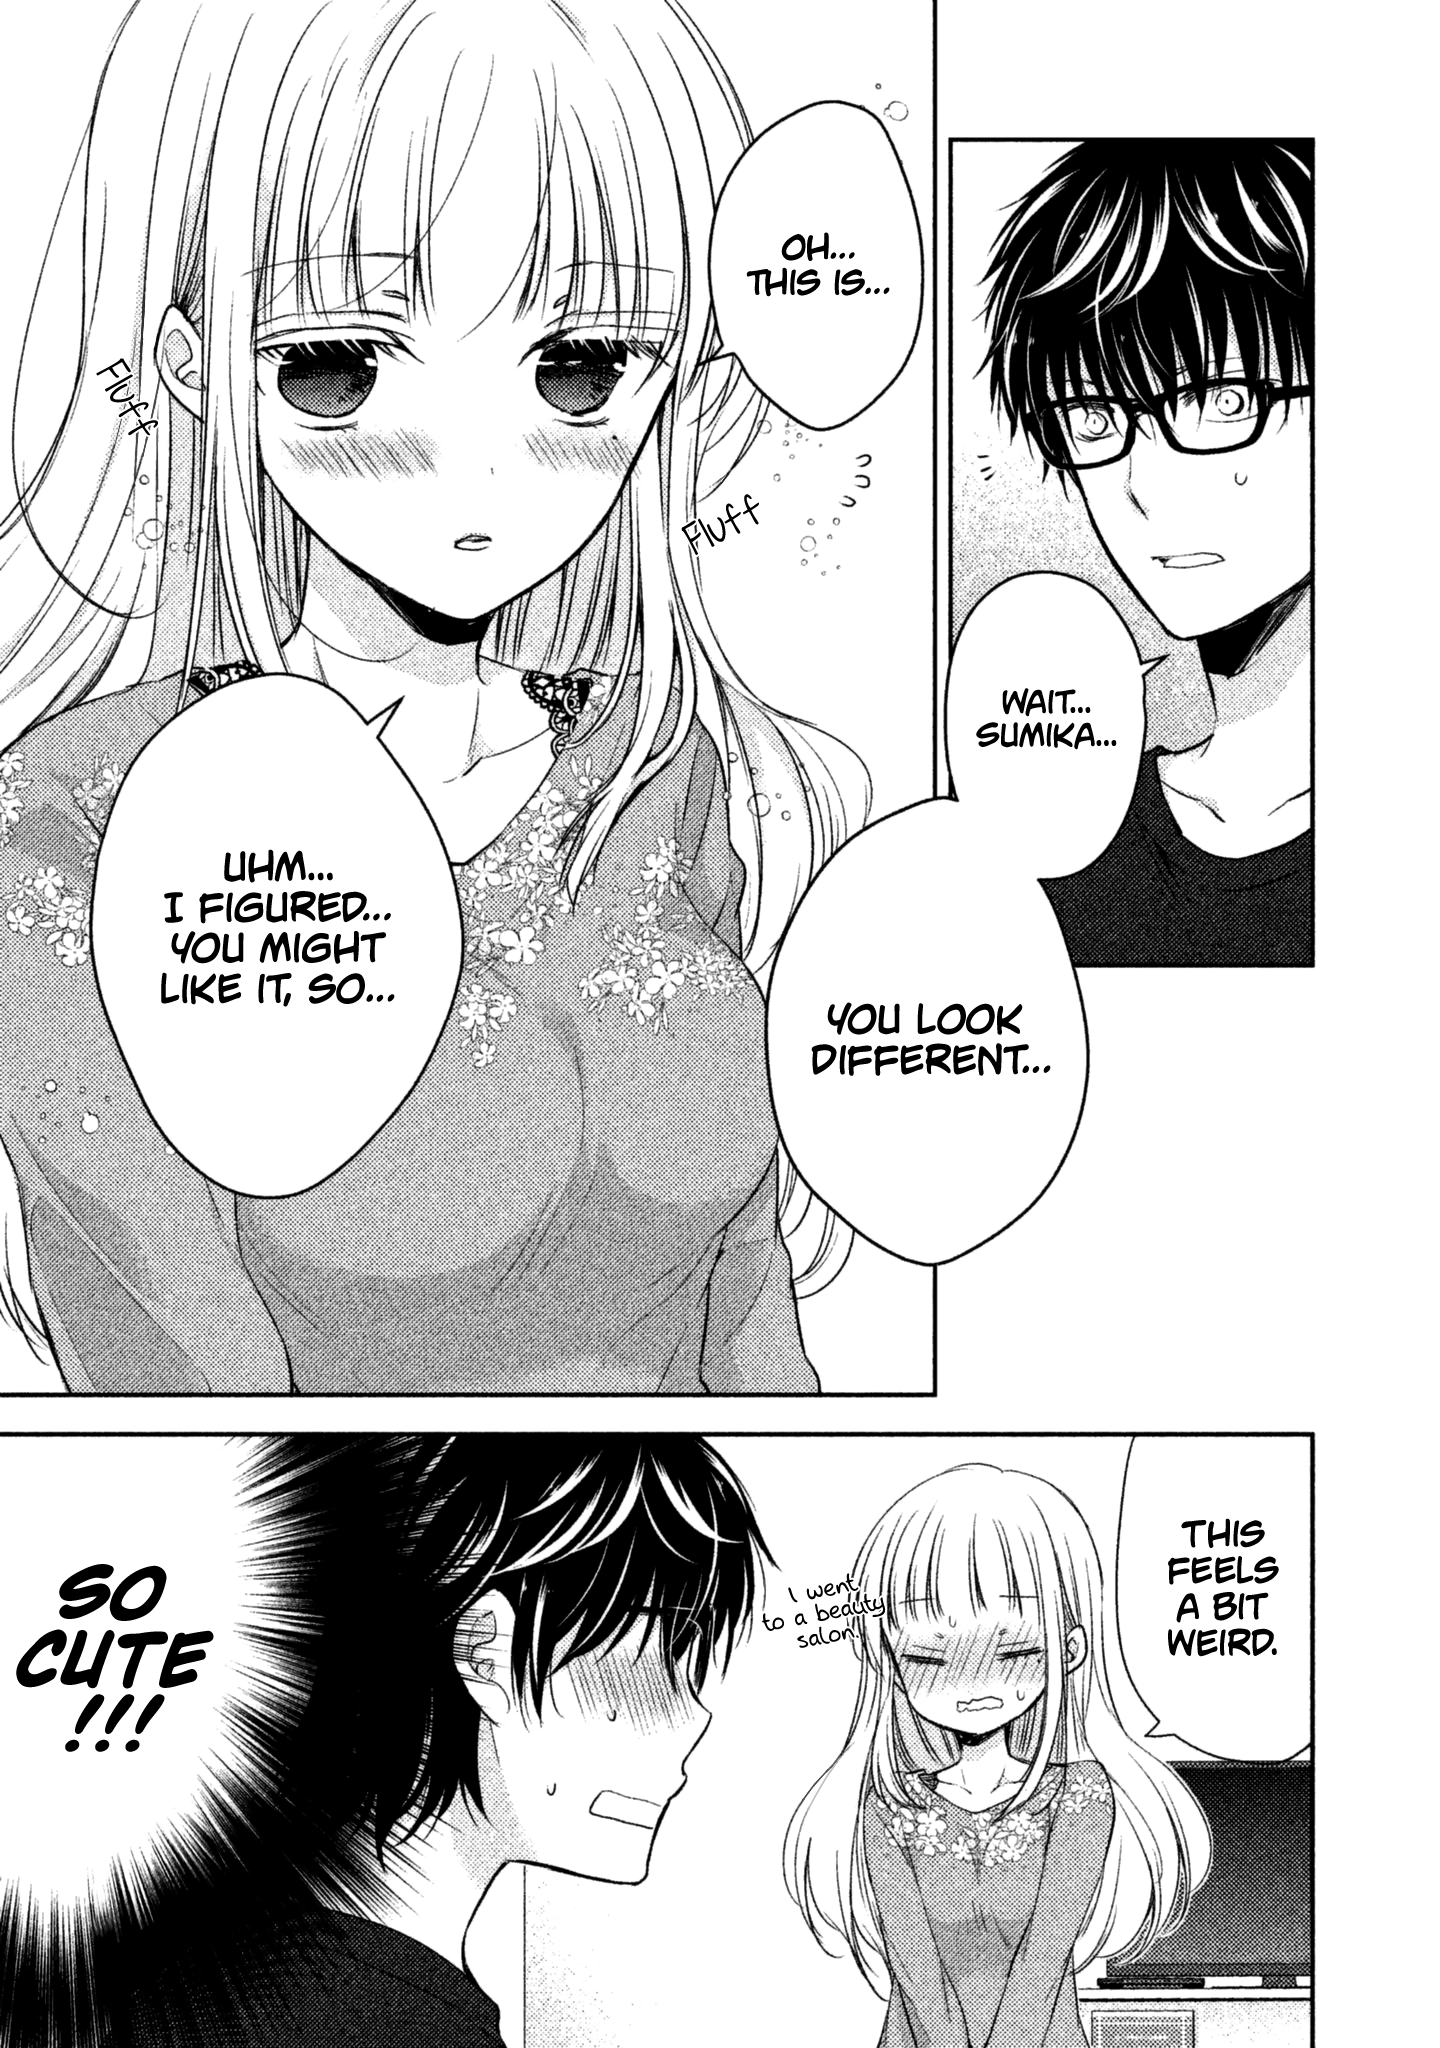 WAIT...
SUMIKA...
YOU LOOK
DIFFERENT...
OH...
THIS IS...
Fluff
Fluff
UHM...
I FIGURED...
YOU MIGHT
LIKE IT, SO...
THIS
FEELS
A BIT
WEIRD.
I went
to a beauty
salon.
SO
CUTE
!!!